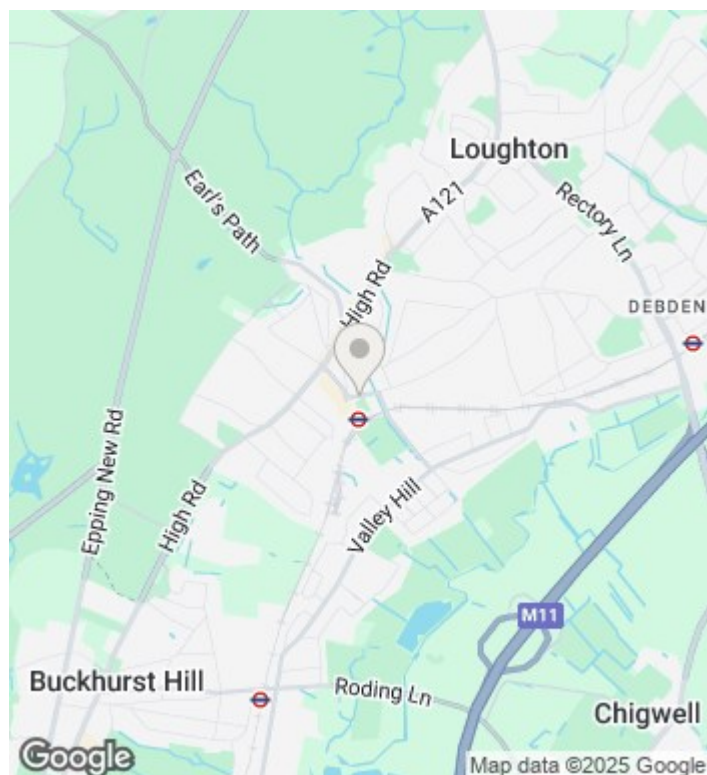 Loughton
Earl's Path
A121
Rectory Ln
High Rd
DEBDEN
Epping New Rd
High Rd
Valley Hill
M11
Buckhurst Hill
Roding Ln
Chigwell
Google
Map data ©2025 Google